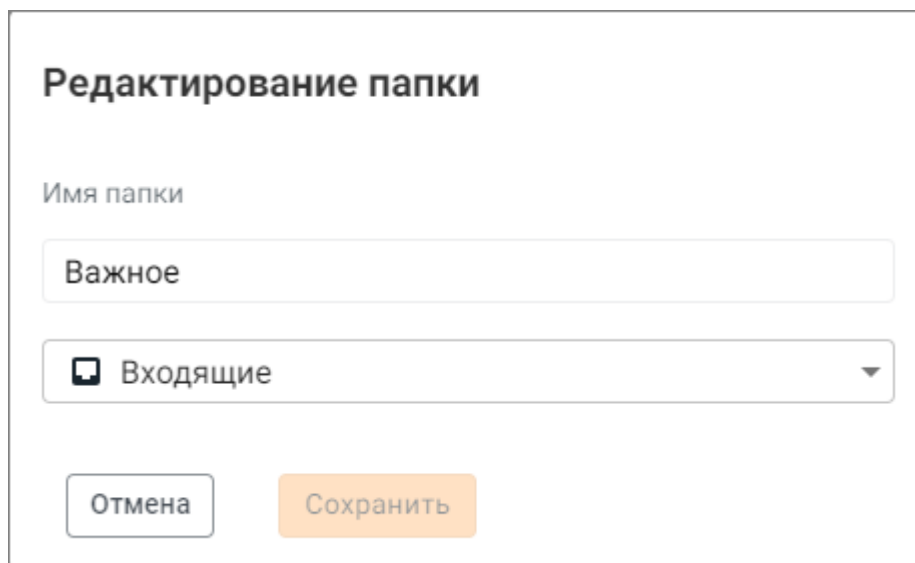 Редактирование папки
Имя папки
Важное
Входящие
Отмена Сохранить